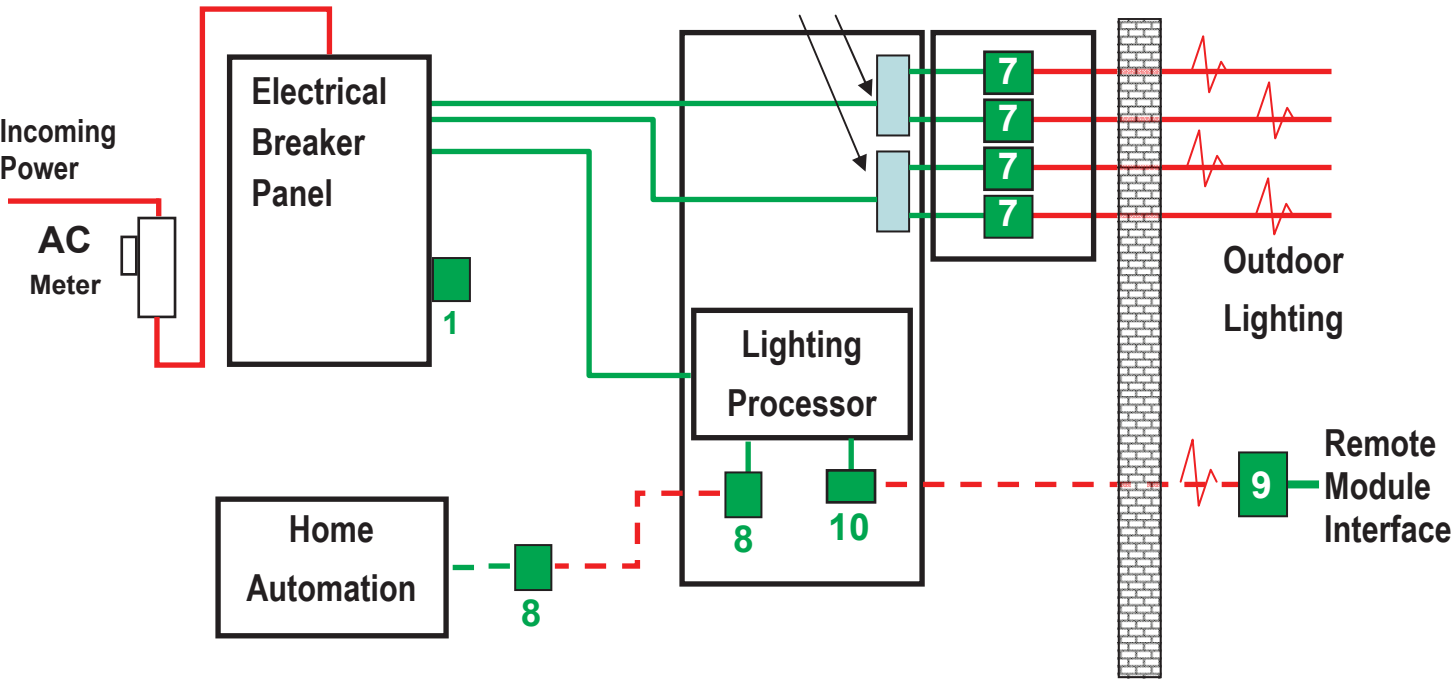 Incoming
Power
AC
Meter
Electrical
Breaker
Panel
1
7
7
7
7
Outdoor
Lighting
Lighting
Processor
8
10
9
Remote
Module
Interface
Home
Automation
8